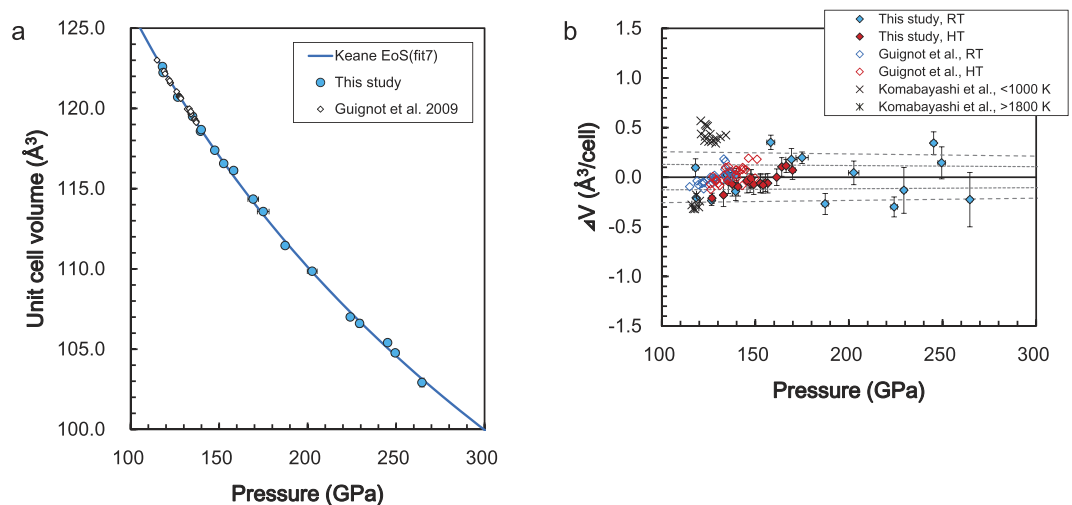 a
125.0
120.0
115.0
110.0
105.0
100.0
Unit cell volume (Å³)
Keane EoS(fit7)
This study
Guignot et al. 2009
100
150
200
250
300
Pressure (GPa)
b
This study, RT
This study, HT
Guignot et al., RT
Guignot et al., HT
Komabayashi et al., <1000 K
Komabayashi et al., >1800 K
1.5
1.0
0.5
0.0
-0.5
-1.0
-1.5
⊿V (Å³/cell)
100
150
200
250
300
Pressure (GPa)